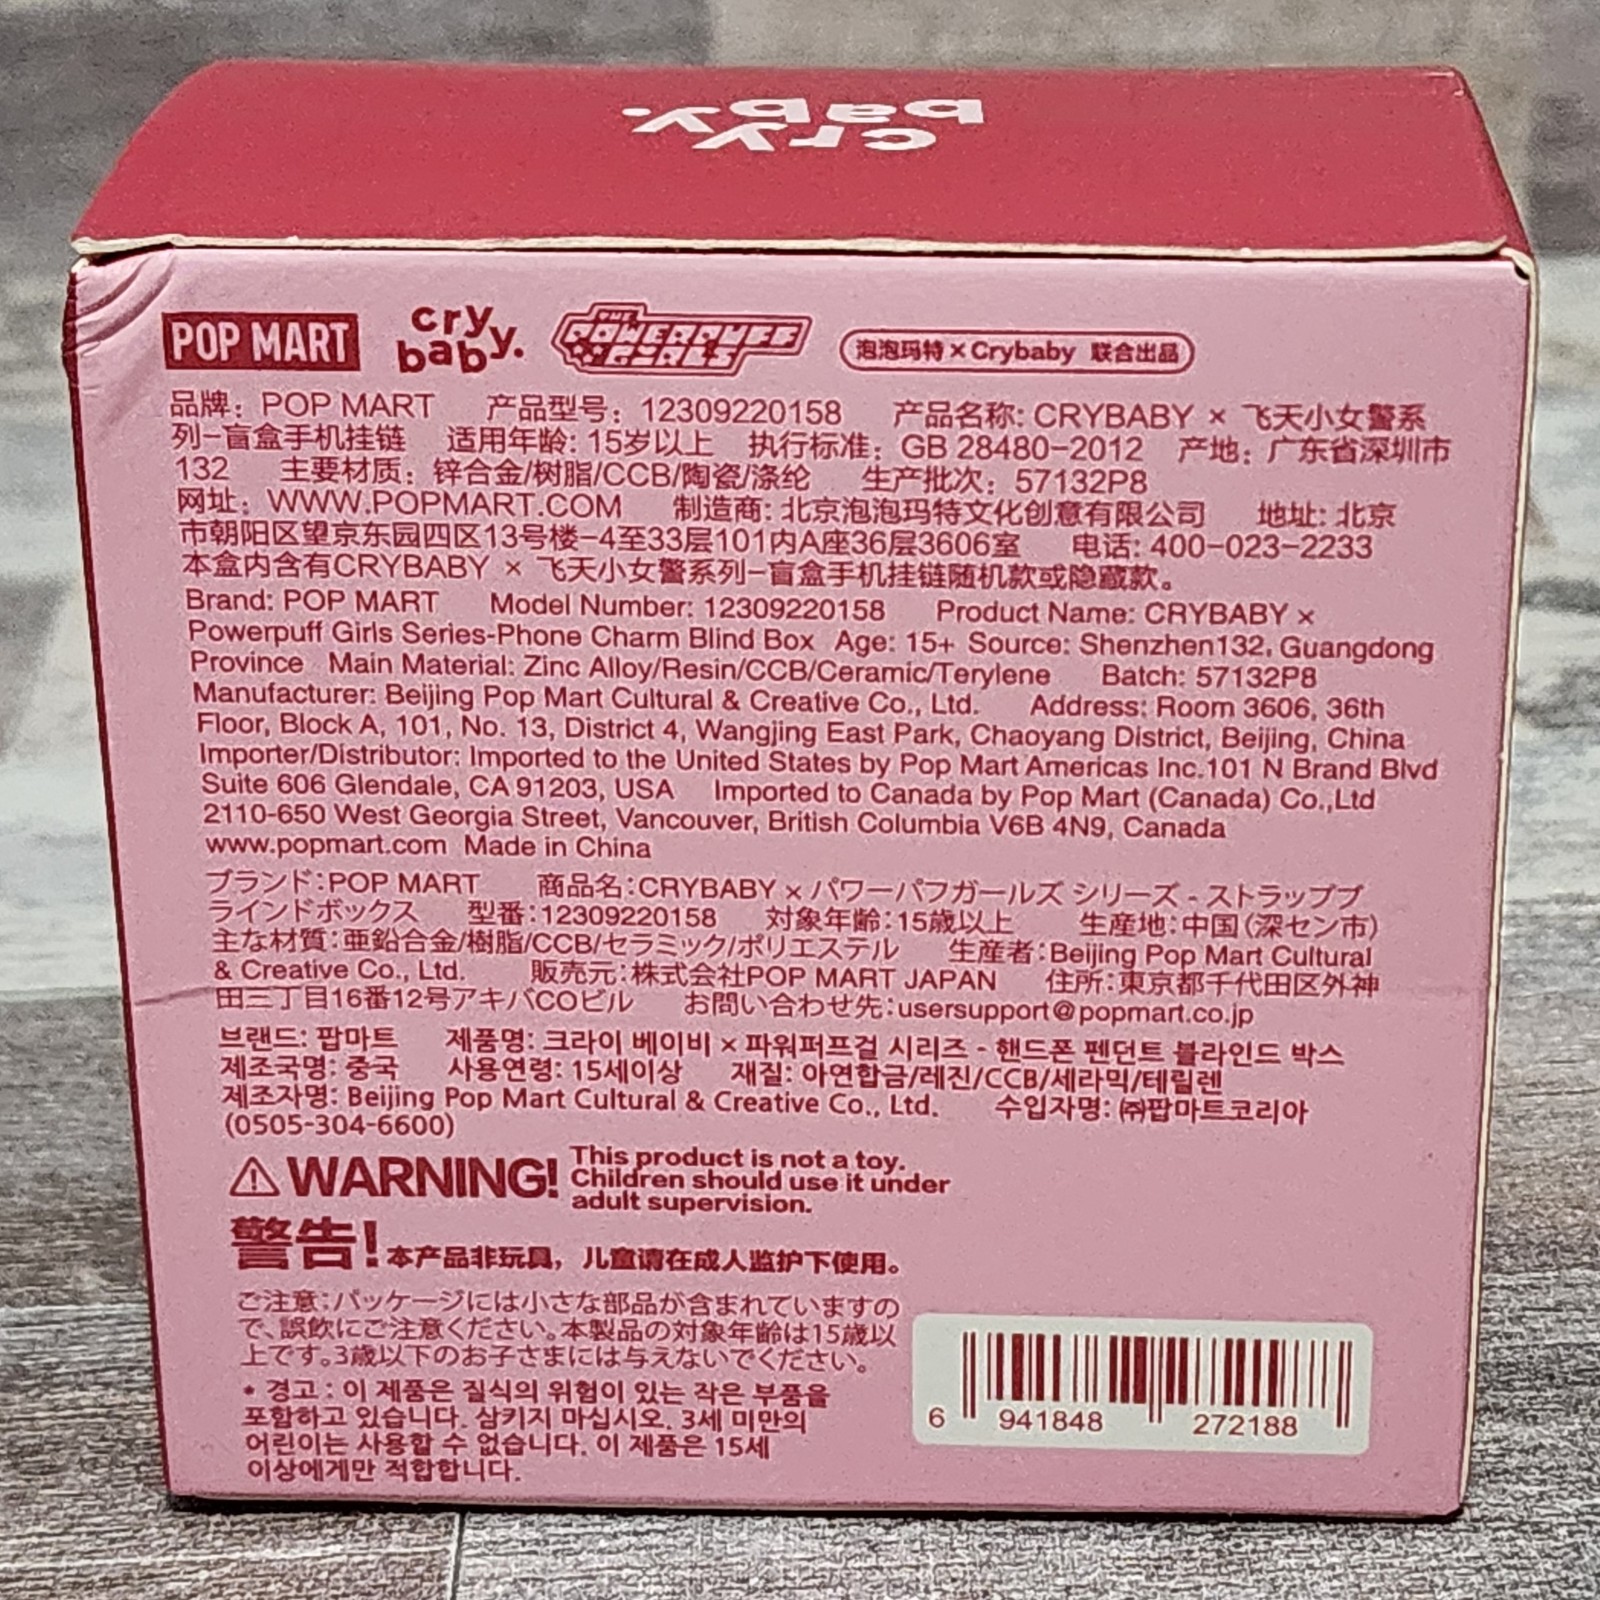 cry
baby.
POP MART
cry
baby.
THE
POWERPUFF
GIRLS
泡泡玛特×Crybaby 联合出品
品牌：POP MART 产品型号：12309220158 产品名称：CRYBABY × 飞天小女警系
列-盲盒手机挂链 适用年龄：15岁以上 执行标准：GB 28480-2012 产地：广东省深圳市
132 主要材质：锌合金/树脂/CCB/陶瓷/涤纶 生产批次：57132P8
网址：WWW.POPMART.COM 制造商：北京泡泡玛特文化创意有限公司 地址：北京
市朝阳区望京东园四区13号楼-4至33层101内A座36层3606室 电话：400-023-2233
本盒内含有CRYBABY × 飞天小女警系列-盲盒手机挂链随机款或隐藏款。
Brand: POP MART Model Number: 12309220158 Product Name: CRYBABY ×
Powerpuff Girls Series-Phone Charm Blind Box Age: 15+ Source: Shenzhen132, Guangdong
Province Main Material: Zinc Alloy/Resin/CCB/Ceramic/Terylene Batch: 57132P8
Manufacturer: Beijing Pop Mart Cultural & Creative Co., Ltd. Address: Room 3606, 36th
Floor, Block A, 101, No. 13, District 4, Wangjing East Park, Chaoyang District, Beijing, China
Importer/Distributor: Imported to the United States by Pop Mart Americas Inc.101 N Brand Blvd
Suite 606 Glendale, CA 91203, USA Imported to Canada by Pop Mart (Canada) Co.,Ltd
2110-650 West Georgia Street, Vancouver, British Columbia V6B 4N9, Canada
www.popmart.com Made in China
ブランド：POP MART 商品名：CRYBABY × パワーパフガールズ シリーズ - ストラッププ
ラインドボックス 型番：12309220158 対象年齢：15歳以上 生産地：中国（深セン市）
主な材質：亜鉛合金/樹脂/CCB/セラミック/ポリエステル 生産者：Beijing Pop Mart Cultural
& Creative Co., Ltd. 販売元：株式会社POP MART JAPAN 住所：東京都千代田区外神
田三丁目16番12号アキバCOビル お問い合わせ先：usersupport@popmart.co.jp
브랜드: 팝마트 제품명: 크라이 베이비 × 파워퍼프걸 시리즈 - 핸드폰 펜던트 블라인드 박스
제조국명: 중국 사용연령: 15세이상 재질: 아연합금/레진/CCB/세라믹/테릴렌
제조자명: Beijing Pop Mart Cultural & Creative Co., Ltd. 수입자명: ㈜팝마트코리아
(0505-304-6600)
WARNING! This product is not a toy.
Children should use it under
adult supervision.
警告！本产品非玩具，儿童请在成人监护下使用。
ご注意：パッケージには小さな部品が含まれていますの
で、誤飲にご注意ください。本製品の対象年齢は15歳以
上です。3歳以下のお子さまには与えないでください。
• 경고 : 이 제품은 질식의 위험이 있는 작은 부품을
포함하고 있습니다. 삼키지 마십시오. 3세 미만의
어린이는 사용할 수 없습니다. 이 제품은 15세
이상에게만 적합합니다.
6 941848 272188